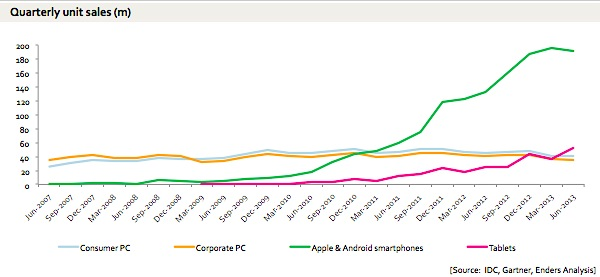 Quarterly unit sales (m)
200
180
160
140
120
100
80
60
40
20
0
Jun-2007
Sep-2007
Dec-2007
Mar-2008
Jun-2008
Sep-2008
Dec-2008
Mar-2009
Jun-2009
Sep-2009
Dec-2009
Mar-2010
Jun-2010
Sep-2010
Dec-2010
Mar-2011
Jun-2011
Sep-2011
Dec-2011
Mar-2012
Jun-2012
Sep-2012
Dec-2012
Mar-2013
Jun-2013
Consumer PC Corporate PC Apple & Android smartphones Tablets
[Source: IDC, Gartner, Enders Analysis]